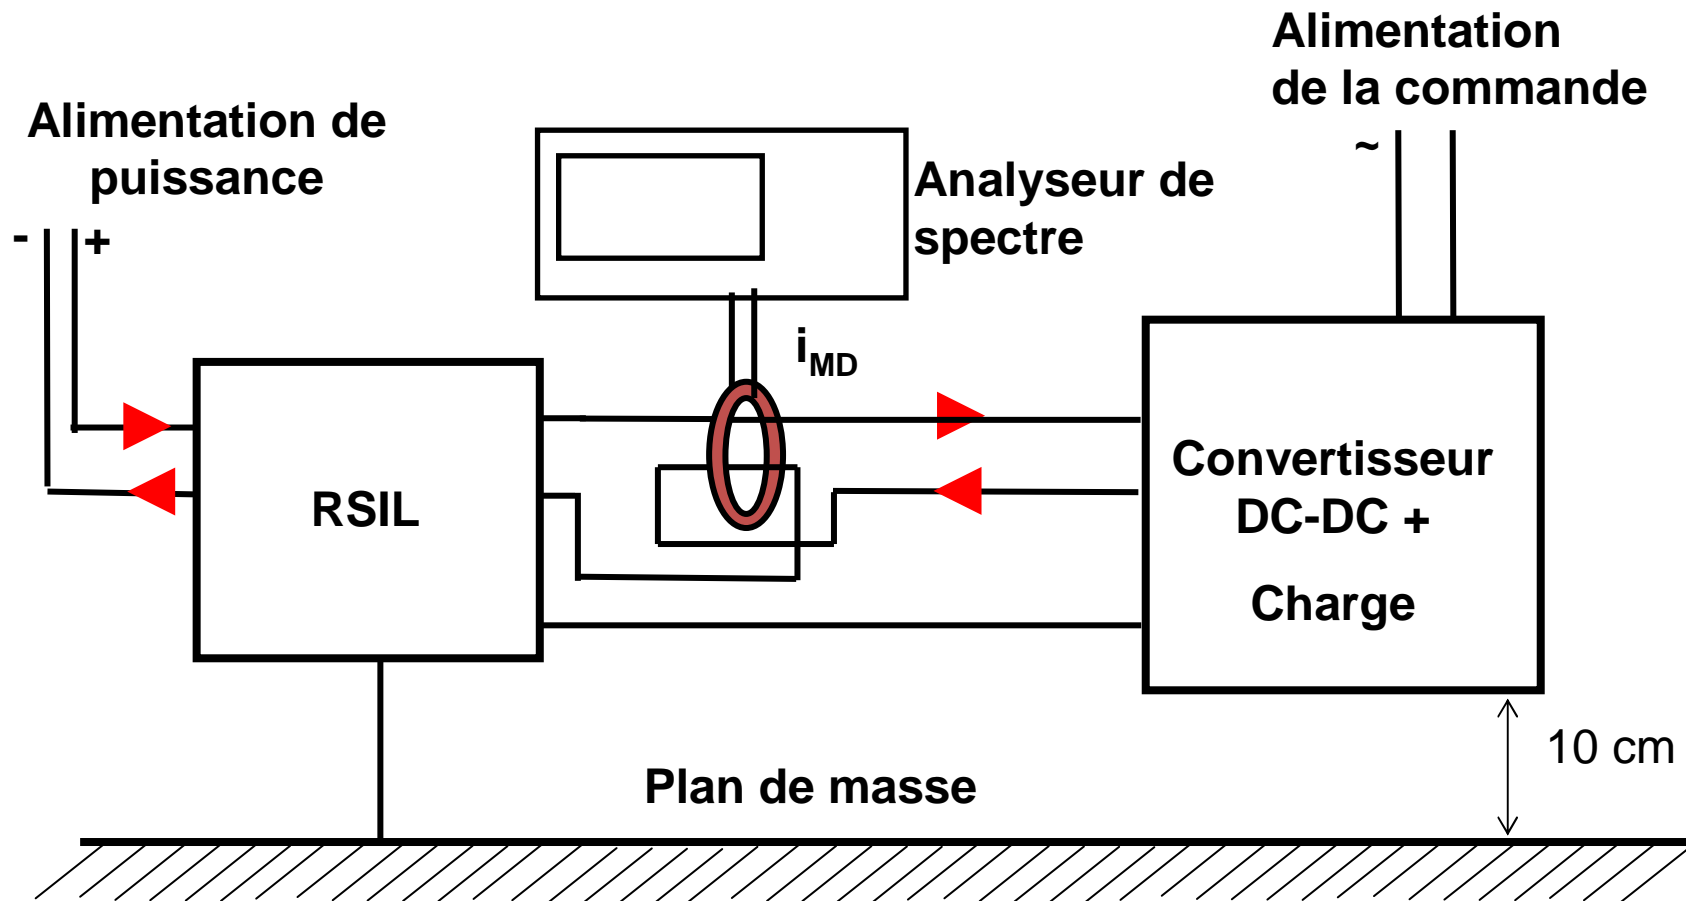 Alimentation
de la commande
~
Alimentation de
puissance
- +
Analyseur de
spectre
iMD
RSIL
Convertisseur
DC-DC +
Charge
10 cm
Plan de masse